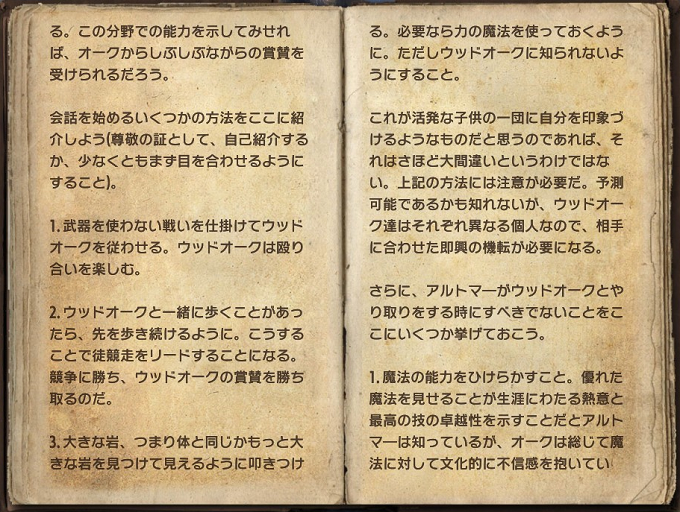 る。この分野での能力を示してみせれ
ば、オークからしぶしぶながらの賞賛を
受けられるだろう。
会話を始めるいくつかの方法をここに紹
介しよう(尊敬の証として、自己紹介する
か、少なくともまず目を合わせるように
すること)。
1. 武器を使わない戦いを仕掛けてウッド
オークを従わせる。ウッドオークは殴り
合いを楽しむ。
2. ウッドオークと一緒に歩くことがあっ
たら、先を歩き続けるように。こうする
ことで徒競走をリードすることになる。
競争に勝ち、ウッドオークの賞賛を勝ち
取るのだ。
3. 大きな岩、つまり体と同じかもっと大
きな岩を見つけて見えるように叩きつけ
る。必要なら力の魔法を使っておくよう
に。ただしウッドオークに知られないよ
うにすること。
これが活発な子供の一団に自分を印象づ
けるようなものだと思うのであれば、そ
れはさほど大間違いというわけではな
い。上記の方法には注意が必要だ。予測
可能であるかも知れないが、ウッドオー
ク達はそれぞれ異なる個人なので、相手
に合わせた即興の機転が必要になる。
さらに、アルトマーがウッドオークとや
り取りをする時にすべきでないことをこ
こにいくつか挙げておこう。
1. 魔法の能力をひけらかすこと。優れた
魔法を見せることが生涯にわたる熱意と
最高の技の卓越性を示すことだとアルト
マーは知っているが、オークは総じて魔
法に対して文化的に不信感を抱いてい